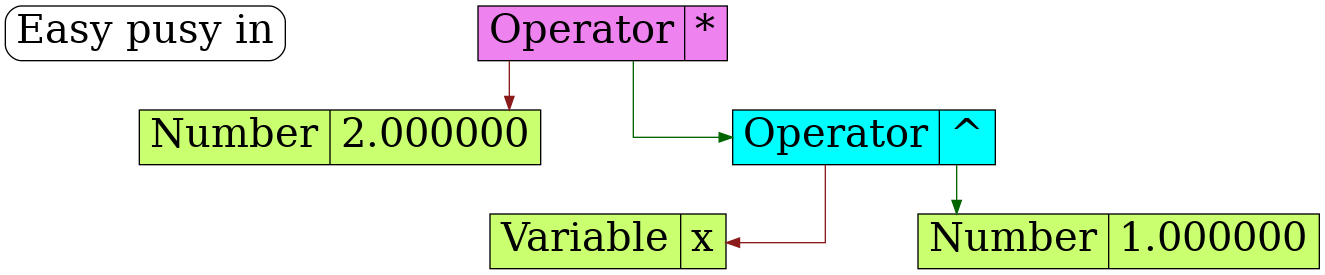 Easy pusy in
Operator *
Number 2.000000
Operator ^
Variable x
Number 1.000000